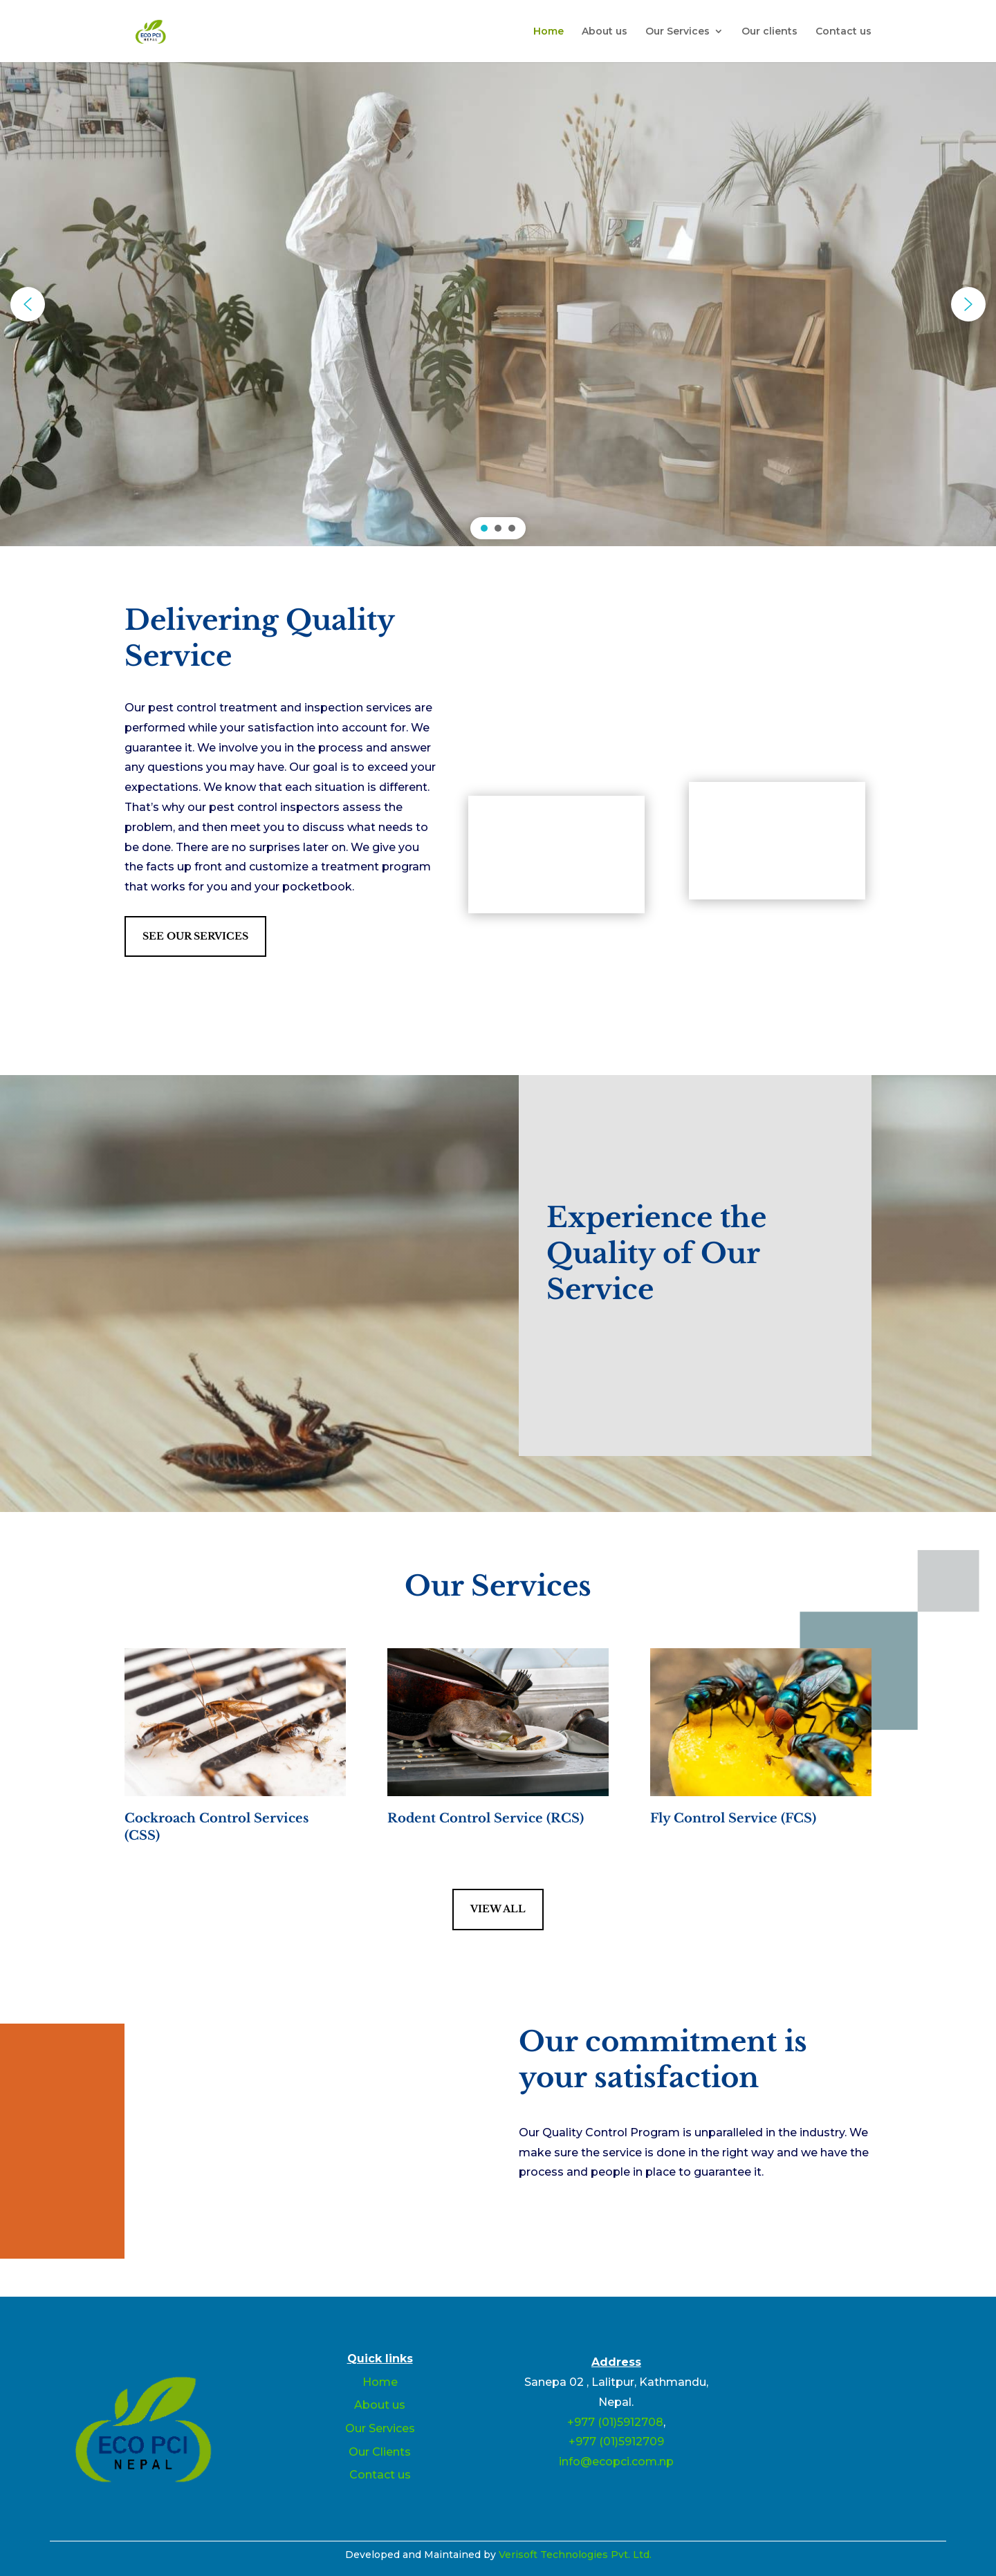 ECO PCI
NEPAL
Home
About us
Our Services
Our clients
Contact us
Delivering Quality
Service
Our pest control treatment and inspection services are
performed while your satisfaction into account for. We
guarantee it. We involve you in the process and answer
any questions you may have. Our goal is to exceed your
expectations. We know that each situation is different.
That's why our pest control inspectors assess the
problem, and then meet you to discuss what needs to
be done. There are no surprises later on. We give you
the facts up front and customize a treatment program
that works for you and your pocketbook.
SEE OUR SERVICES
Experience the
Quality of Our
Service
Our Services
Cockroach Control Services
(CSS)
Rodent Control Service (RCS)
Fly Control Service (FCS)
VIEW ALL
Our commitment is
your satisfaction
Our Quality Control Program is unparalleled in the industry. We
make sure the service is done in the right way and we have the
process and people in place to guarantee it.
ECO PCI
NEPAL
Quick links
Home
About us
Our Services
Our Clients
Contact us
Address
Sanepa 02 , Lalitpur, Kathmandu,
Nepal.
+977 (01)5912708,
+977 (01)5912709
info@ecopci.com.np
Developed and Maintained by Verisoft Technologies Pvt. Ltd.